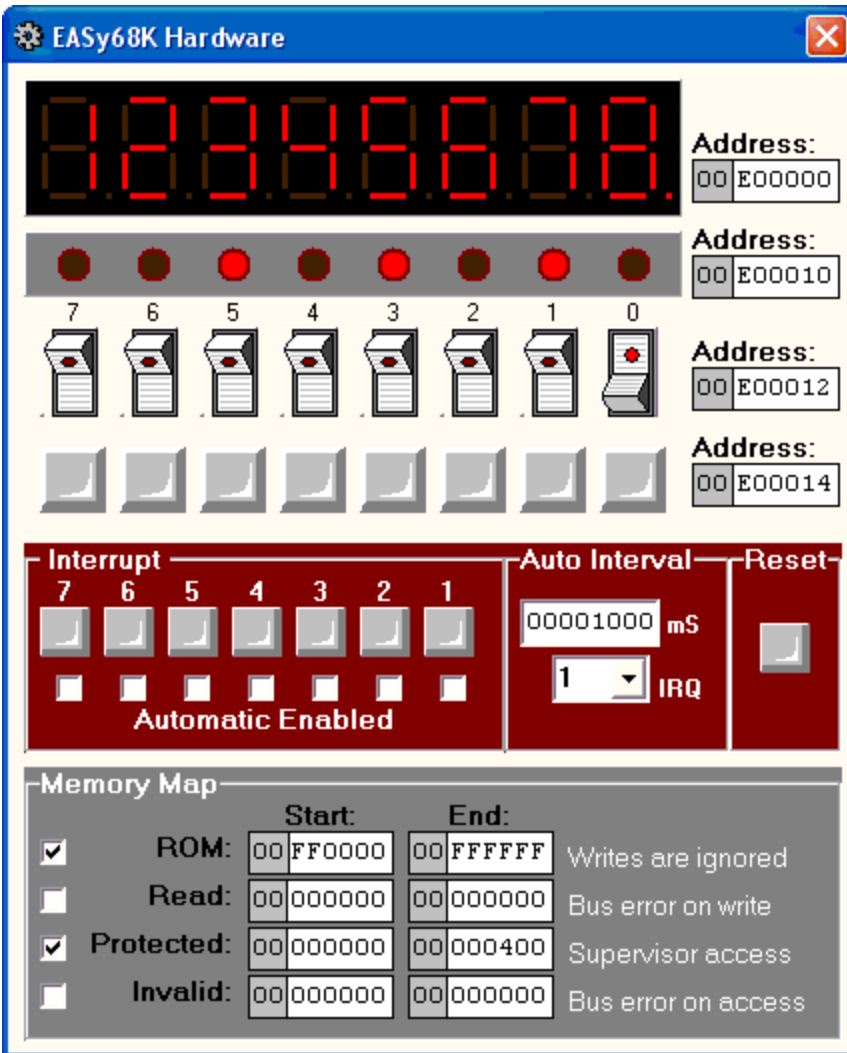 EASy68K Hardware
12345678.
Address:
00 E00000
Address:
00 E00010
7 6 5 4 3 2 1 0
Address:
00 E00012
Address:
00 E00014
Interrupt
7 6 5 4 3 2 1
Automatic Enabled
Auto Interval
00001000 mS
1 IRQ
Reset
Memory Map
Start: End:
ROM: 00 FF0000 00 FFFFFF Writes are ignored
Read: 00 000000 00 000000 Bus error on write
Protected: 00 000000 00 000400 Supervisor access
Invalid: 00 000000 00 000000 Bus error on access